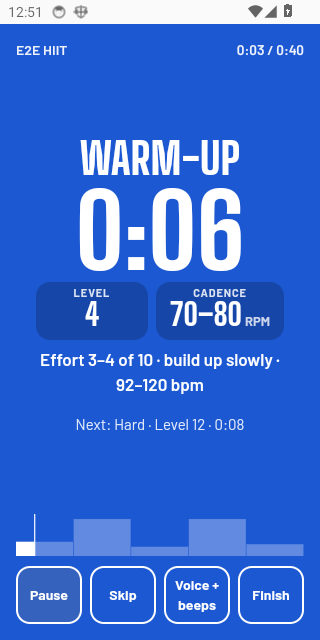 12:51
E2E HIIT
0:03 / 0:40
WARM-UP
0:06
LEVEL
4
CADENCE
70–80 RPM
Effort 3–4 of 10 · build up slowly ·
92–120 bpm
Next: Hard · Level 12 · 0:08
Pause
Skip
Voice +
beeps
Finish